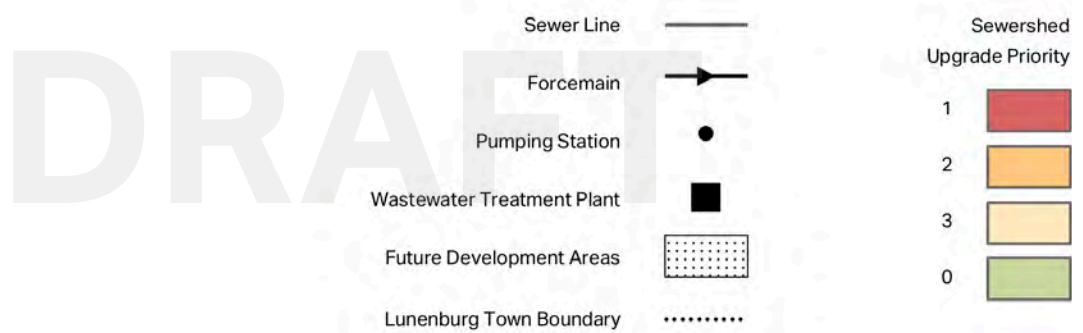 DRAFT
Sewer Line
Forcemain
Pumping Station
Wastewater Treatment Plant
Future Development Areas
Lunenburg Town Boundary
Sewershed
Upgrade Priority
1
2
3
0